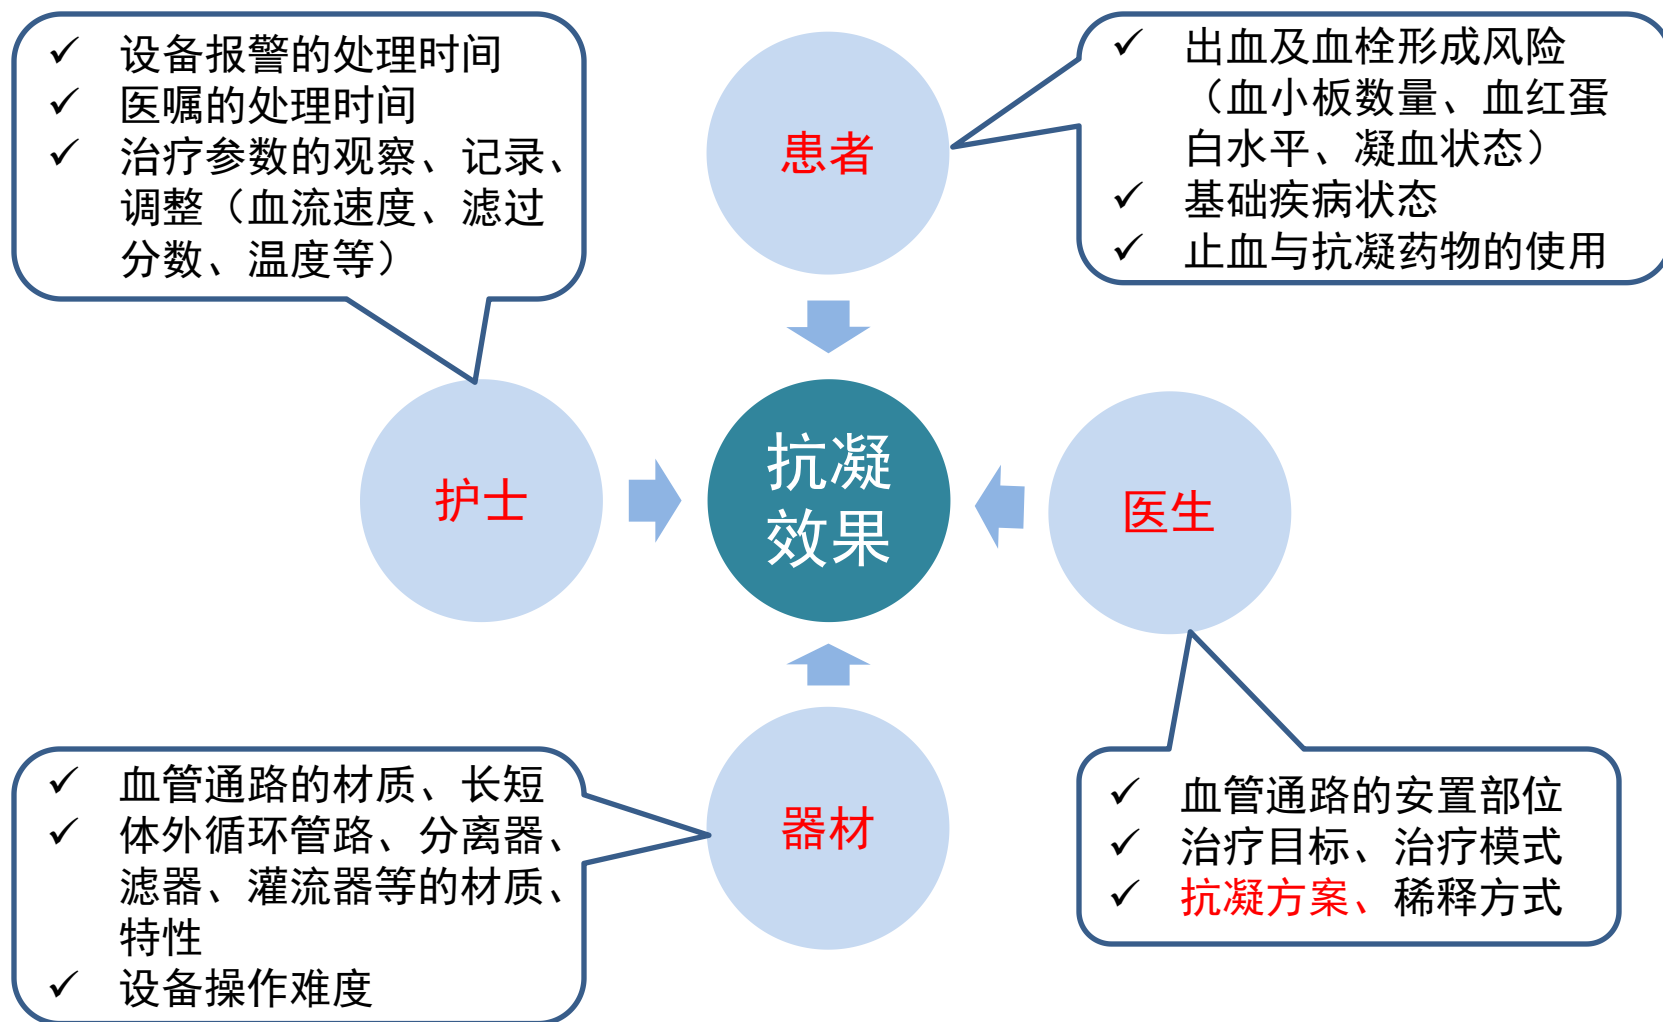 ✓ 设备报警的处理时间
✓ 医嘱的处理时间
✓ 治疗参数的观察、记录、
调整（血流速度、滤过
分数、温度等）
患者
✓ 出血及血栓形成风险
（血小板数量、血红蛋
白水平、凝血状态）
✓ 基础疾病状态
✓ 止血与抗凝药物的使用
护士
抗凝
效果
医生
✓ 血管通路的材质、长短
✓ 体外循环管路、分离器、
滤器、灌流器等的材质、
特性
✓ 设备操作难度
器材
✓ 血管通路的安置部位
✓ 治疗目标、治疗模式
✓ 抗凝方案、稀释方式